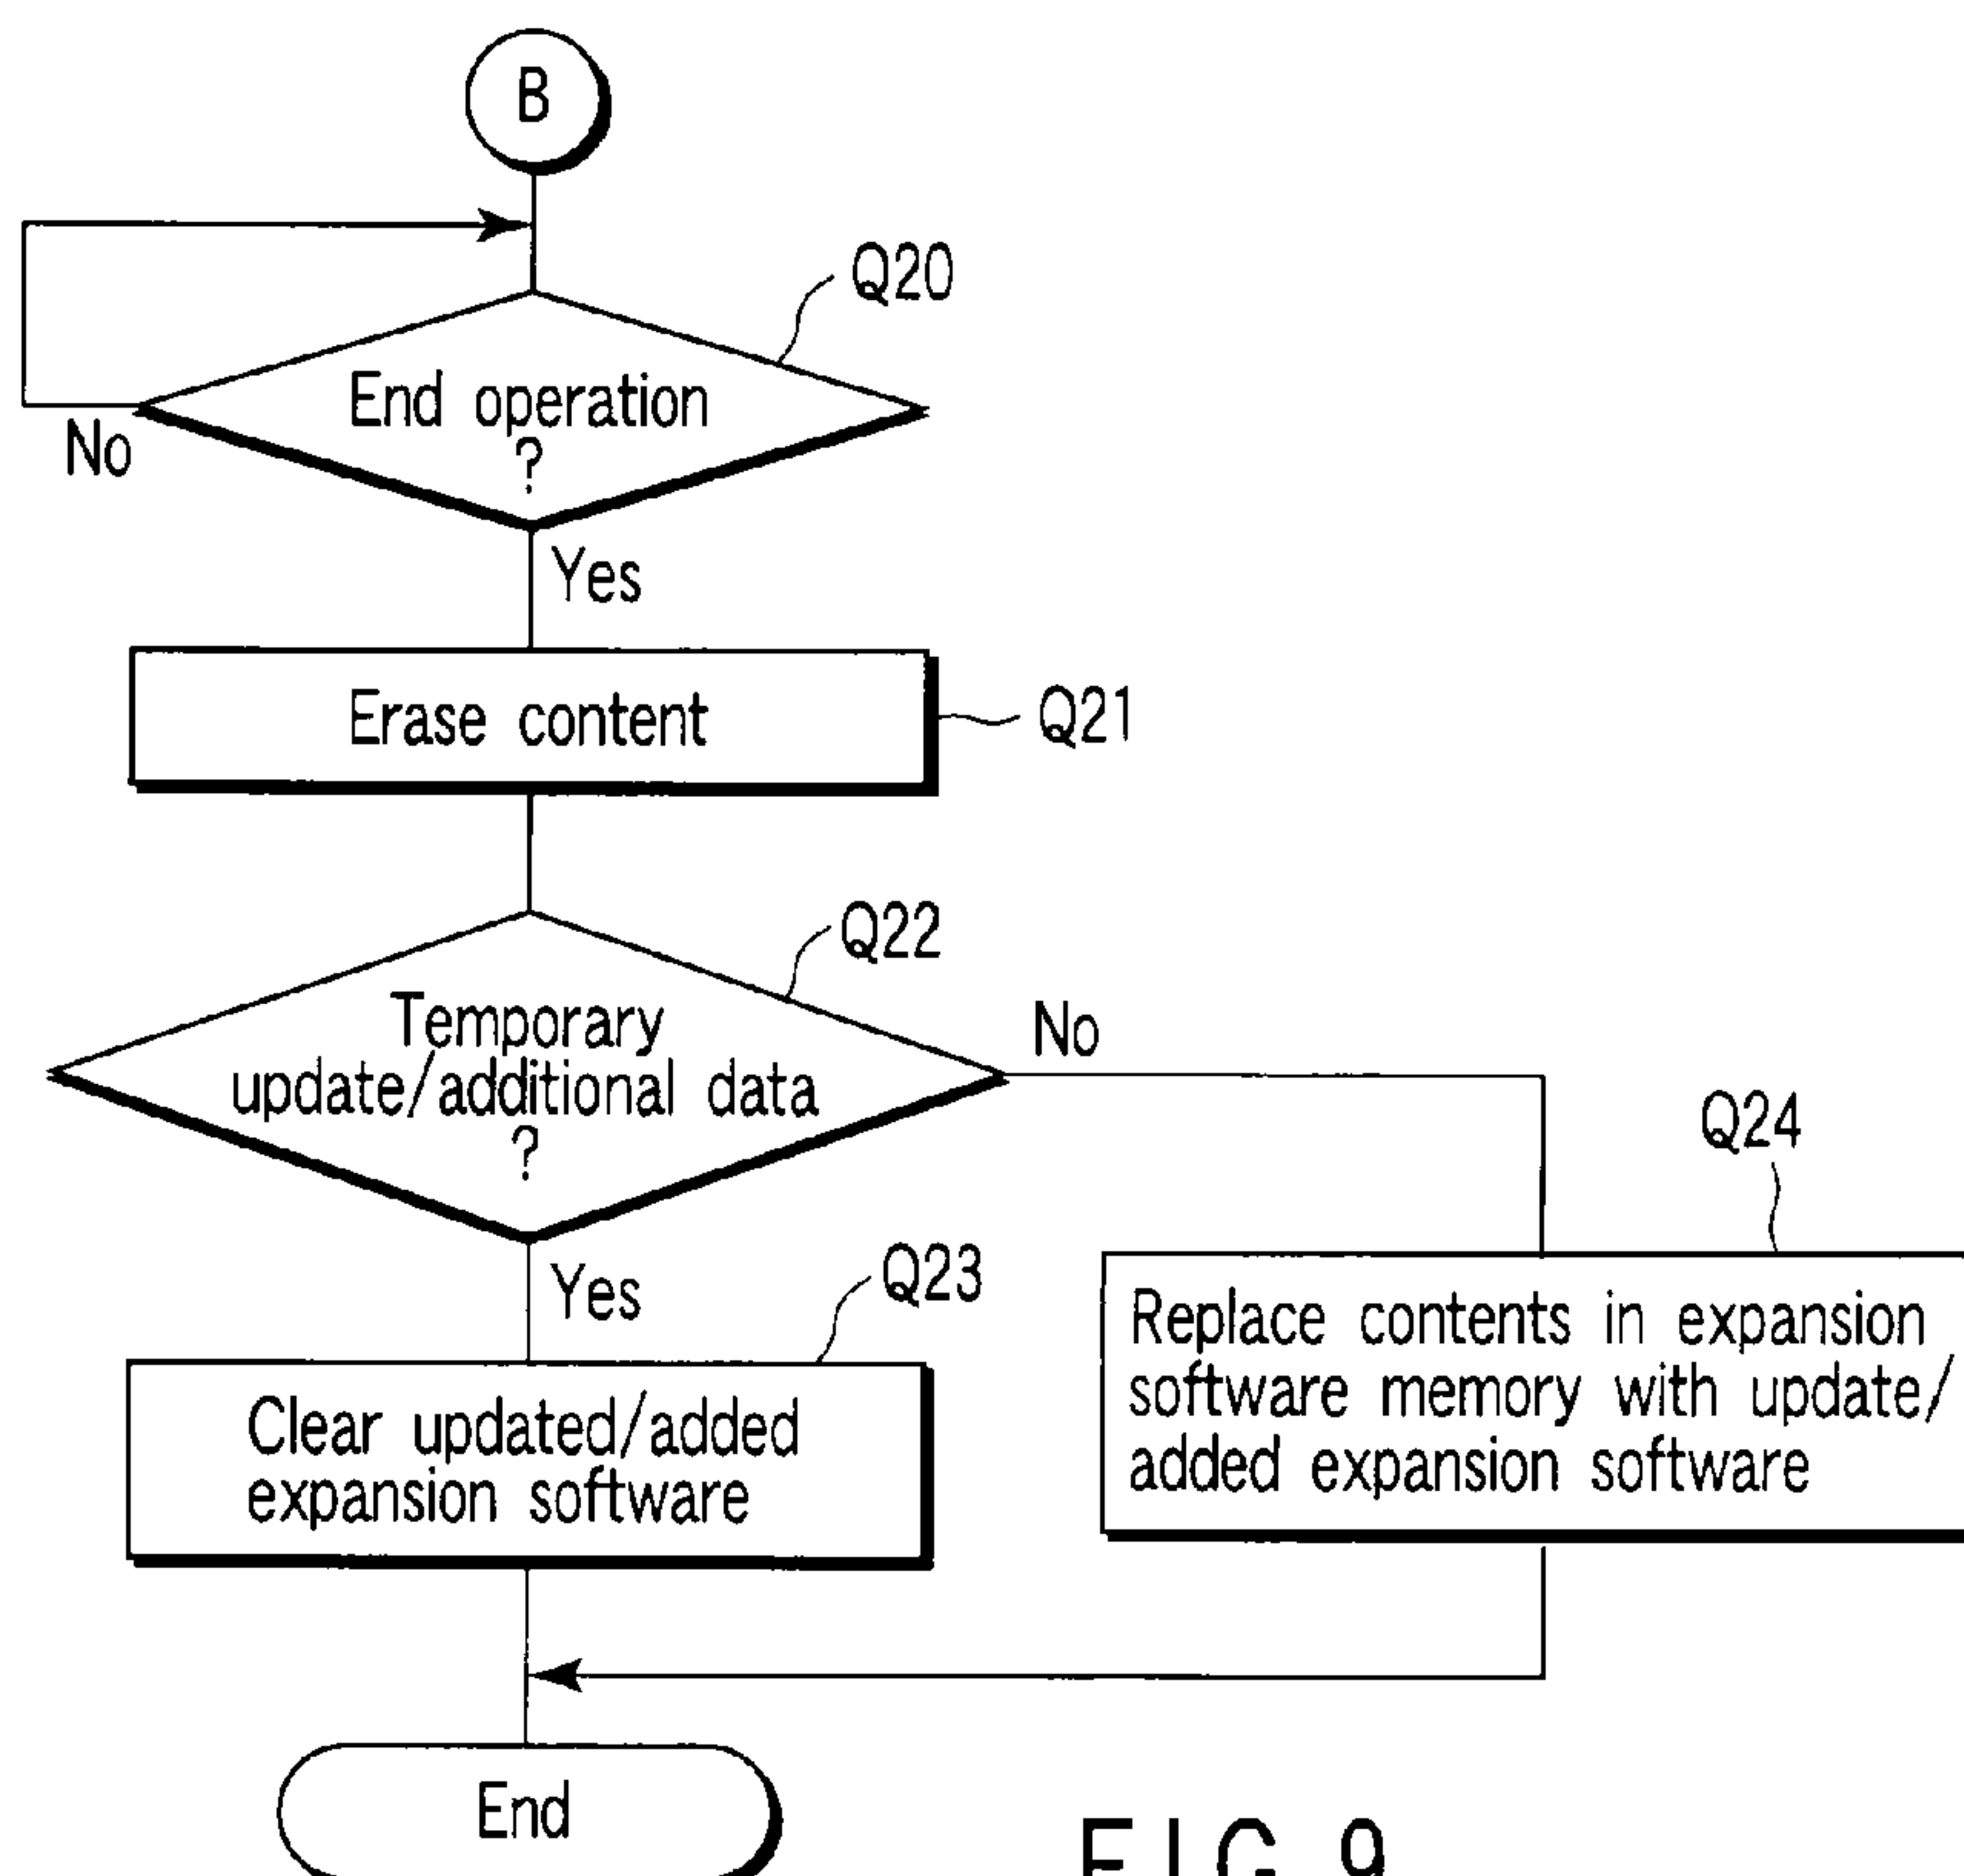 B
Q20
End operation
?
No
Yes
Erase content
Q21
Q22
Temporary
update/additional data
?
No
Q24
Yes
Q23
Clear updated/added
expansion software
Replace contents in expansion
software memory with update/
added expansion software
End
FIG. 9